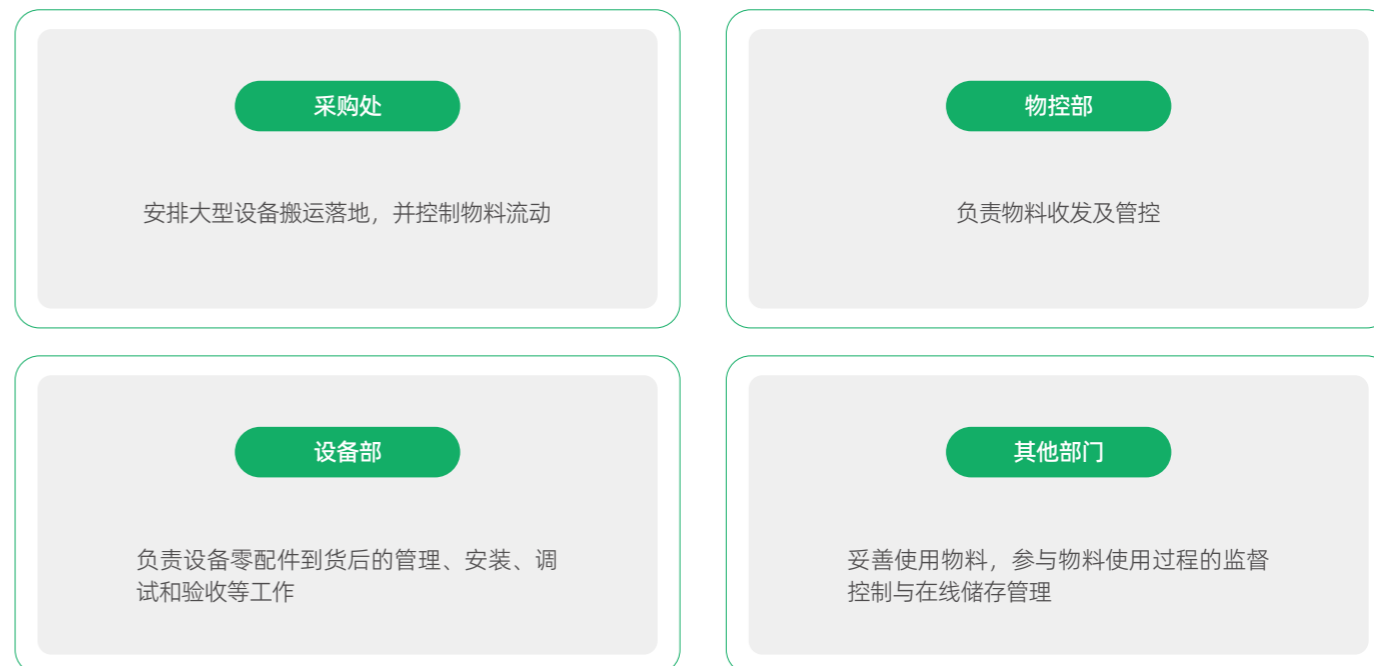 采购处
安排大型设备搬运落地，并控制物料流动
物控部
负责物料收发及管控
设备部
负责设备零配件到货后的管理、安装、调
试和验收等工作
其他部门
妥善使用物料，参与物料使用过程的监督
控制与在线储存管理